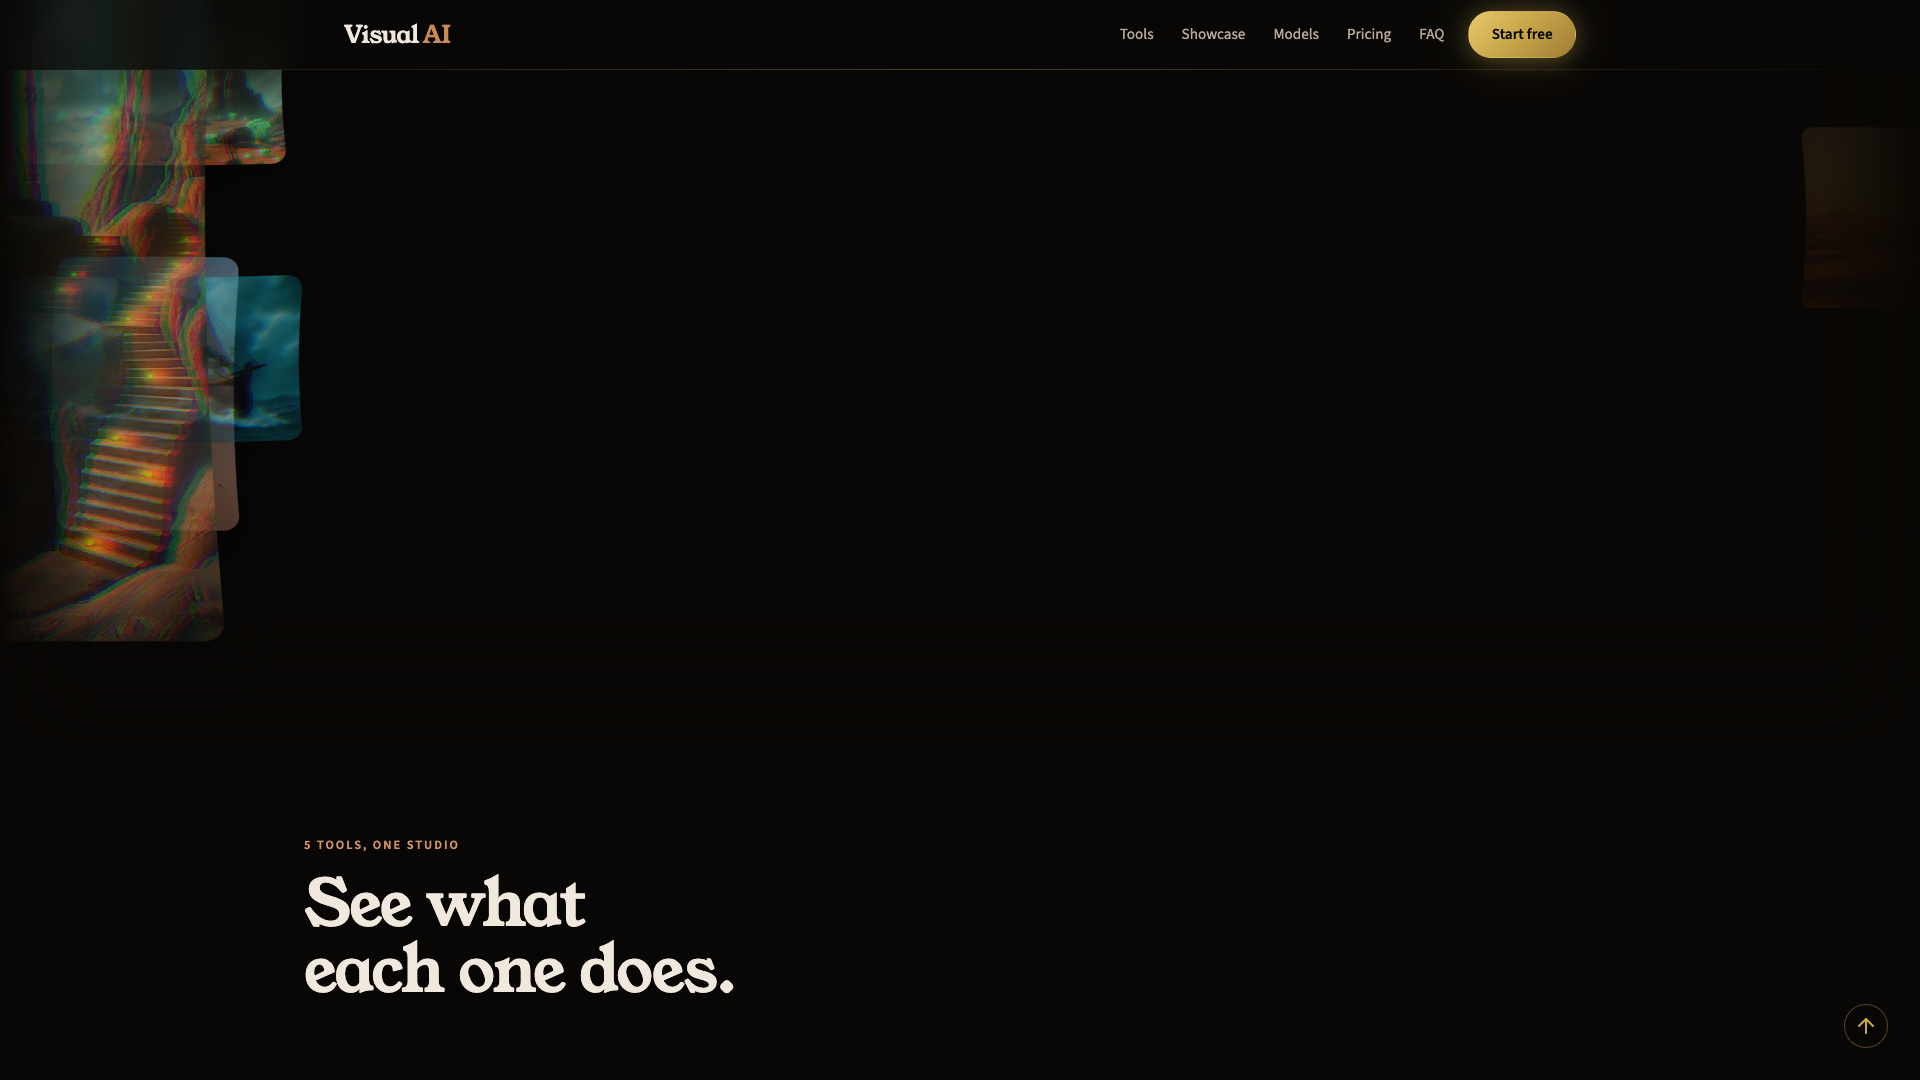 Visual AI
Tools
Showcase
Models
Pricing
FAQ
Start free
5 TOOLS, ONE STUDIO
See what
each one does.